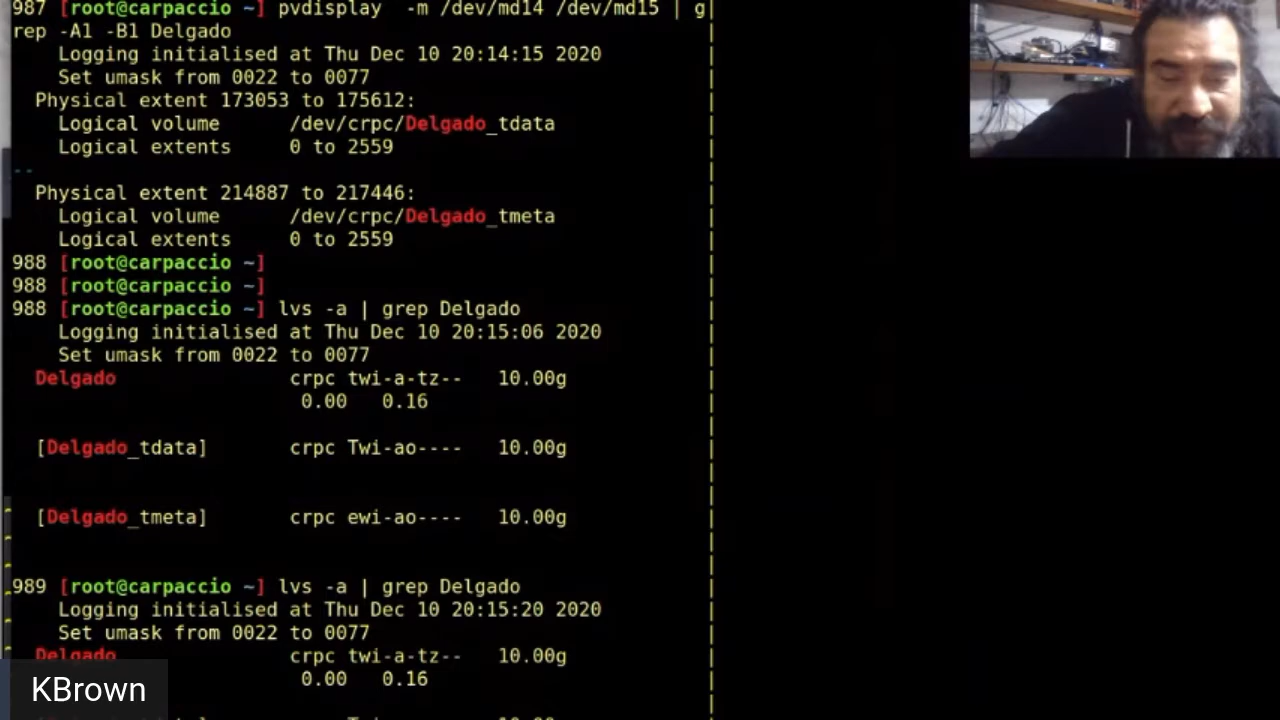 987 [root@carpaccio ~] pvdisplay  -m /dev/md14 /dev/md15 | g|
rep -A1 -B1 Delgado
    Logging initialised at Thu Dec 10 20:14:15 2020
    Set umask from 0022 to 0077
  Physical extent 173053 to 175612:
    Logical volume      /dev/crpc/Delgado_tdata
    Logical extents     0 to 2559
--
  Physical extent 214887 to 217446:
    Logical volume      /dev/crpc/Delgado_tmeta
    Logical extents     0 to 2559
988 [root@carpaccio ~]
988 [root@carpaccio ~]
988 [root@carpaccio ~] lvs -a | grep Delgado
    Logging initialised at Thu Dec 10 20:15:06 2020
    Set umask from 0022 to 0077
  Delgado               crpc twi-a-tz--   10.00g
                         0.00   0.16
  [Delgado_tdata]       crpc Twi-ao----   10.00g
  [Delgado_tmeta]       crpc ewi-ao----   10.00g
989 [root@carpaccio ~] lvs -a | grep Delgado
    Logging initialised at Thu Dec 10 20:15:20 2020
    Set umask from 0022 to 0077
  Delgado               crpc twi-a-tz--   10.00g
                         0.00   0.16
KBrown